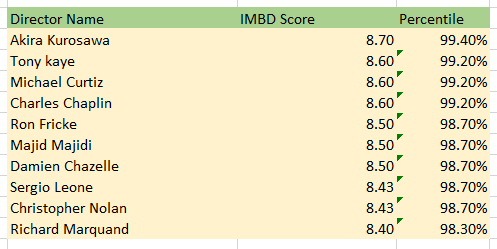 Director Name IMBD Score Percentile
Akira Kurosawa 8.70 99.40%
Tony kaye 8.60 99.20%
Michael Curtiz 8.60 99.20%
Charles Chaplin 8.60 99.20%
Ron Fricke 8.50 98.70%
Majid Majidi 8.50 98.70%
Damien Chazelle 8.50 98.70%
Sergio Leone 8.43 98.70%
Christopher Nolan 8.43 98.70%
Richard Marquand 8.40 98.30%